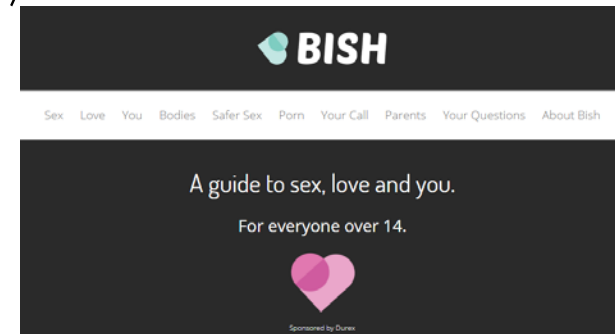 BISH
Sex Love You Bodies Safer Sex Porn Your Call Parents Your Questions About Bish
A guide to sex, love and you.
For everyone over 14.
Sponsored by Durex